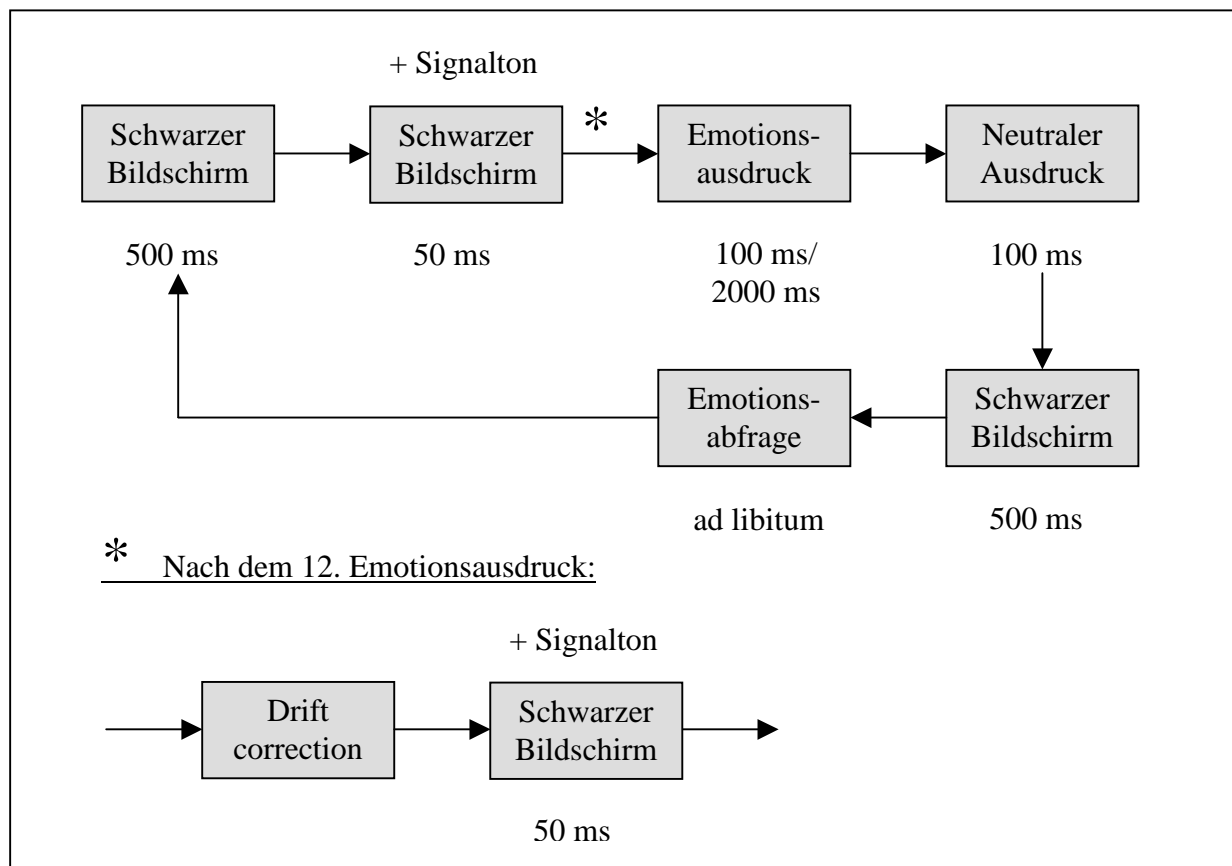 + Signalton
Schwarzer
Bildschirm
500 ms
Schwarzer
Bildschirm
50 ms
*
Emotions-
ausdruck
100 ms/
2000 ms
Neutraler
Ausdruck
100 ms
Schwarzer
Bildschirm
500 ms
Emotions-
abfrage
ad libitum
* Nach dem 12. Emotionsausdruck:
+ Signalton
Drift
correction
Schwarzer
Bildschirm
50 ms